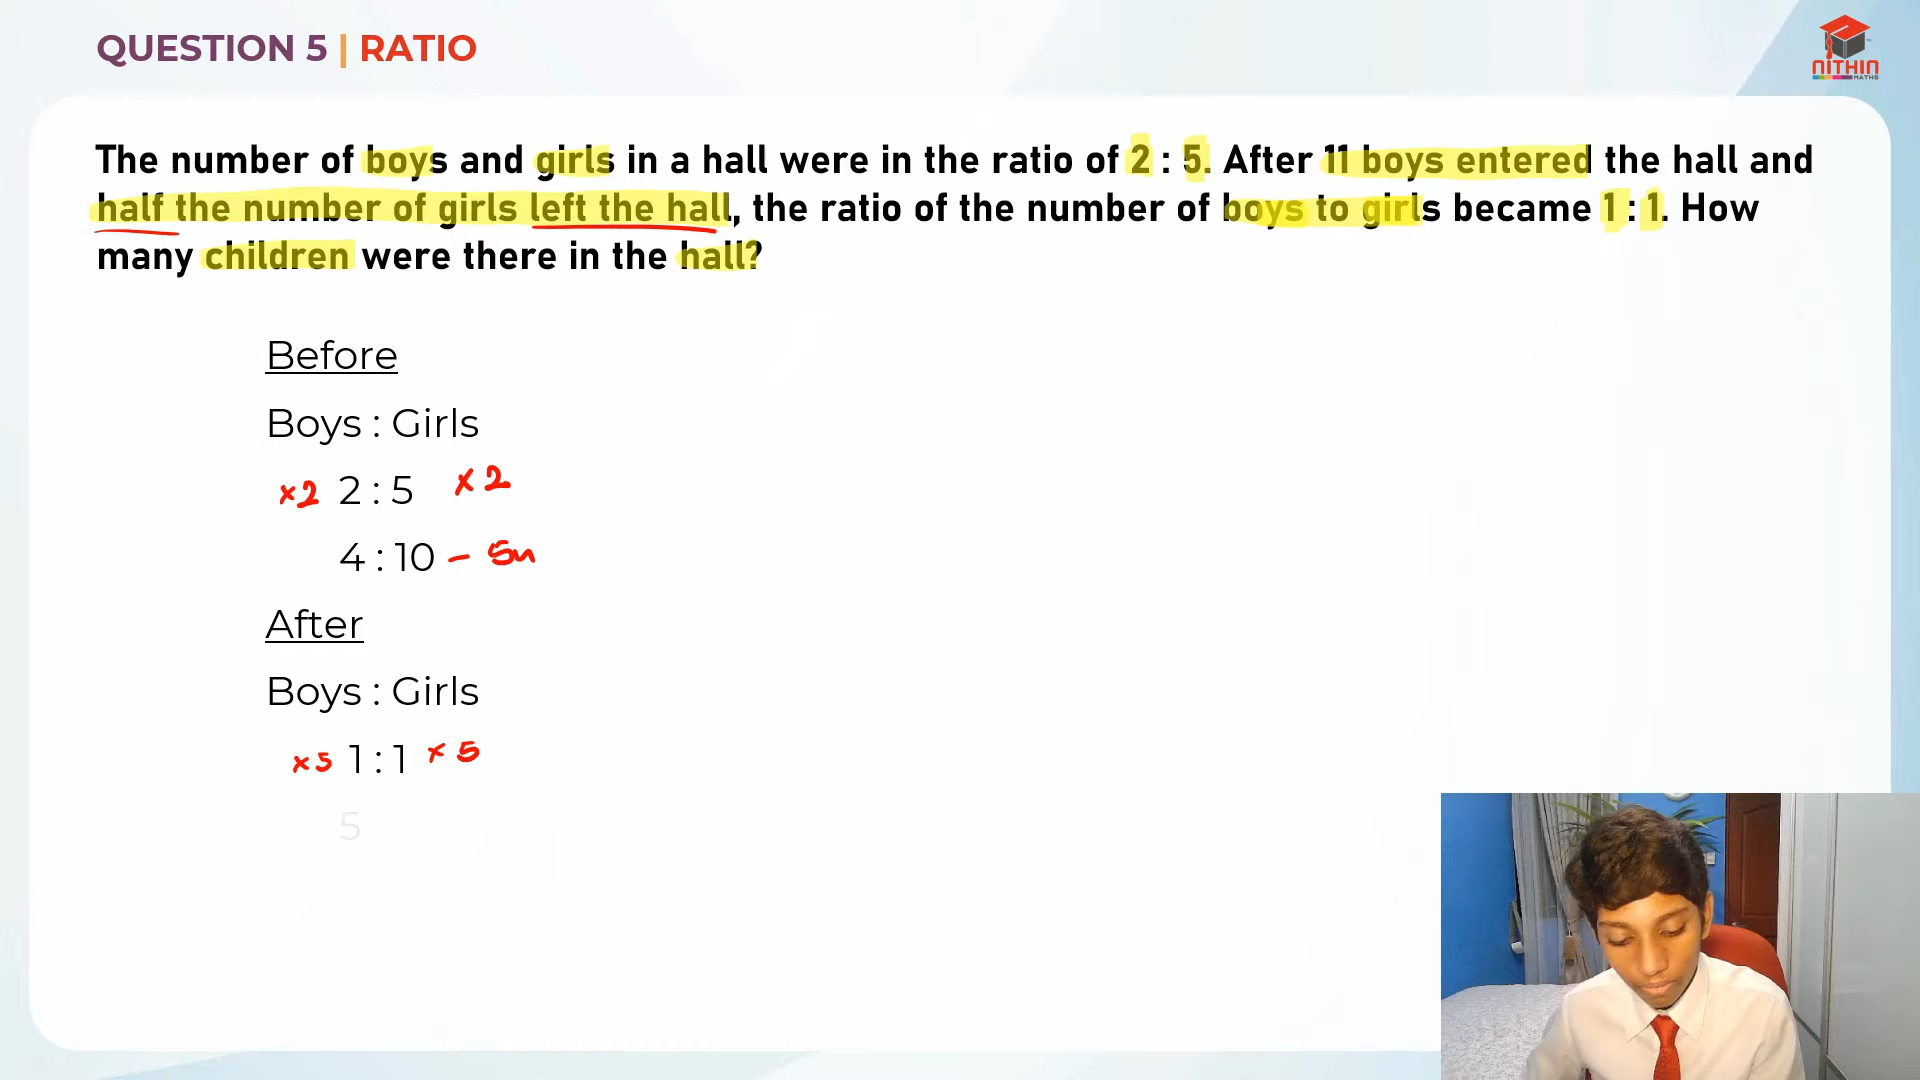 QUESTION 5 | RATIO
NITHIN
MATHS
The number of boys and girls in a hall were in the ratio of 2 : 5. After 11 boys entered the hall and
half the number of girls left the hall, the ratio of the number of boys to girls became 1 : 1. How
many children were there in the hall?
Before
Boys : Girls
×2 2 : 5 ×2
4 : 10 – 5u
After
Boys : Girls
×5 1 : 1 ×5
5